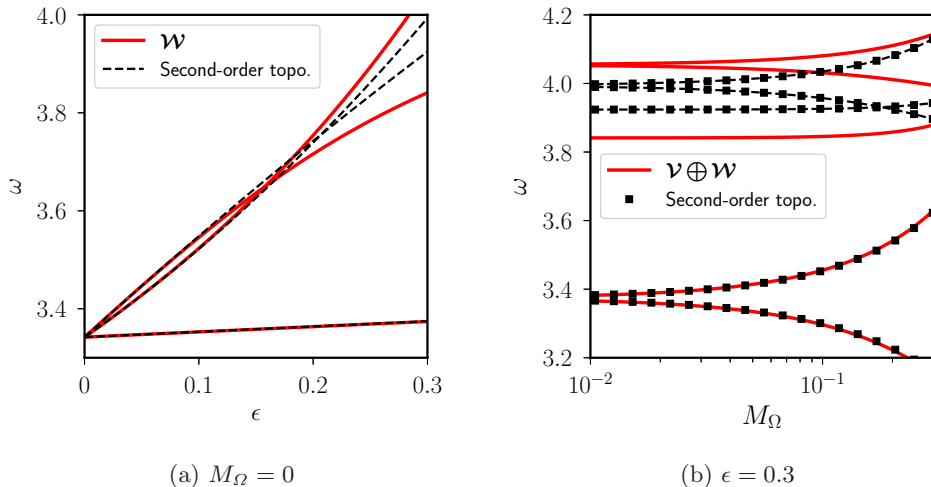 4.0
3.8
3.6
3.4
ω
𝒲
Second-order topo.
0
0.1
0.2
0.3
ϵ
(a) M_Ω = 0
4.2
4.0
3.8
3.6
3.4
3.2
ω
𝒱 ⊕ 𝒲
Second-order topo.
10⁻²
10⁻¹
M_Ω
(b) ϵ = 0.3